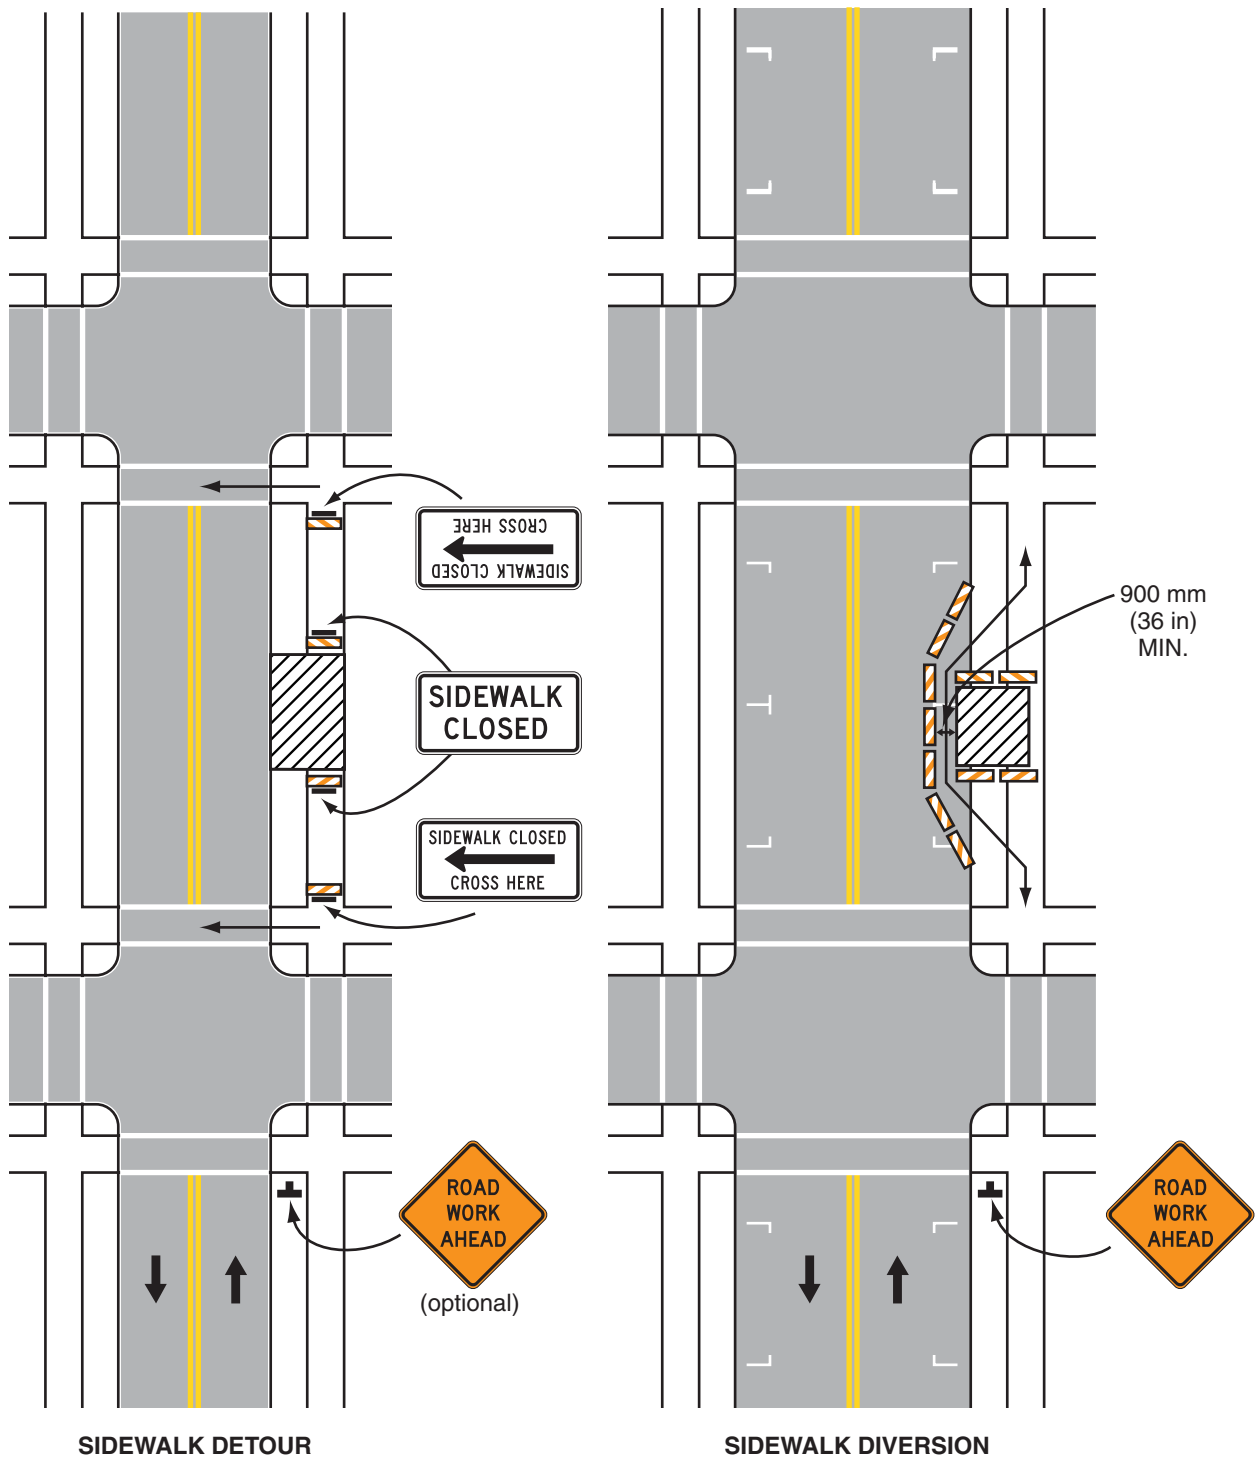 CROSS HERE
SIDEWALK CLOSED
SIDEWALK
CLOSED
SIDEWALK CLOSED
CROSS HERE
ROAD
WORK
AHEAD
(optional)
SIDEWALK DETOUR
900 mm
(36 in)
MIN.
ROAD
WORK
AHEAD
SIDEWALK DIVERSION